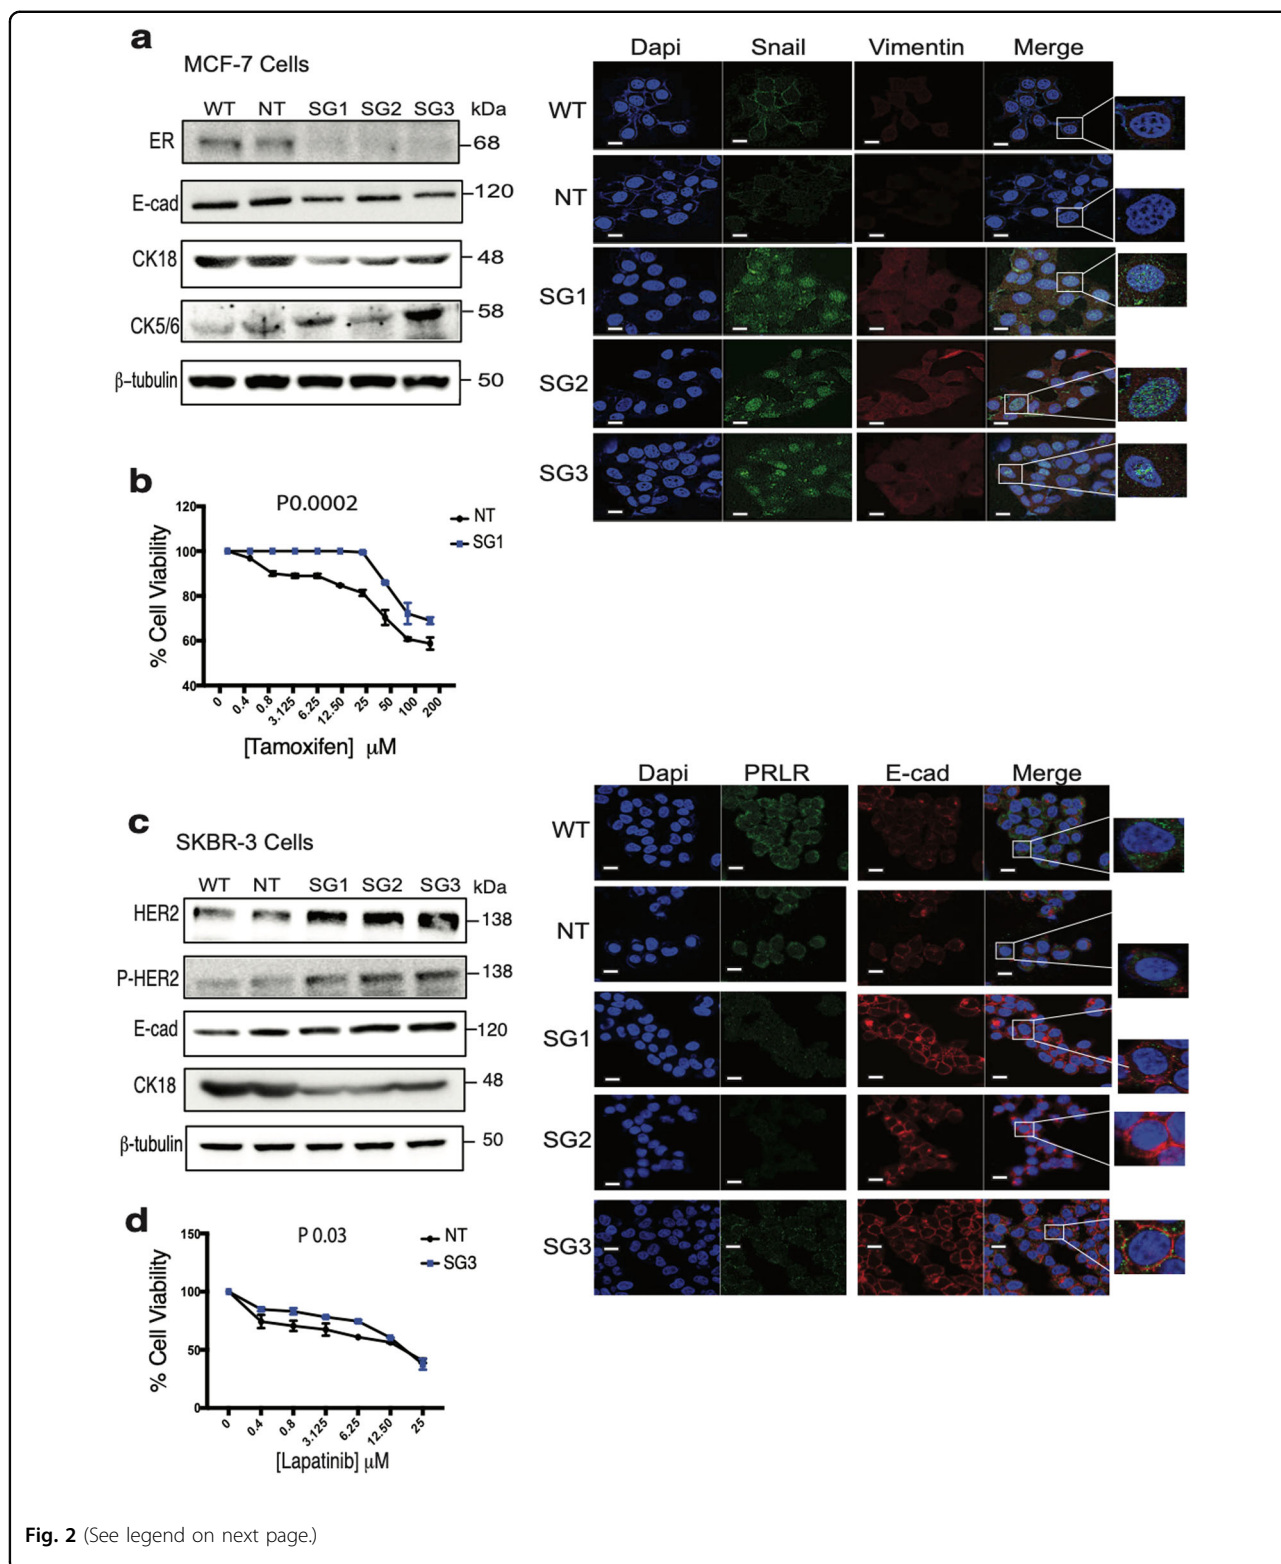 a
MCF-7 Cells
WT NT SG1 SG2 SG3 kDa
ER 68
E-cad 120
CK18 48
CK5/6 58
β-tubulin 50
Dapi Snail Vimentin Merge
WT
NT
SG1
SG2
SG3
b
P0.0002
NT
SG1
120
100
80
60
40
% Cell Viability
0 0.4 0.8 3.125 6.25 12.50 25 50 100 200
[Tamoxifen] μM
c
SKBR-3 Cells
WT NT SG1 SG2 SG3 kDa
HER2 138
P-HER2 138
E-cad 120
CK18 48
β-tubulin 50
Dapi PRLR E-cad Merge
WT
NT
SG1
SG2
SG3
d
P 0.03
NT
SG3
150
100
50
0
% Cell Viability
0 0.4 0.8 3.125 6.25 12.50 25
[Lapatinib] μM
Fig. 2 (See legend on next page.)